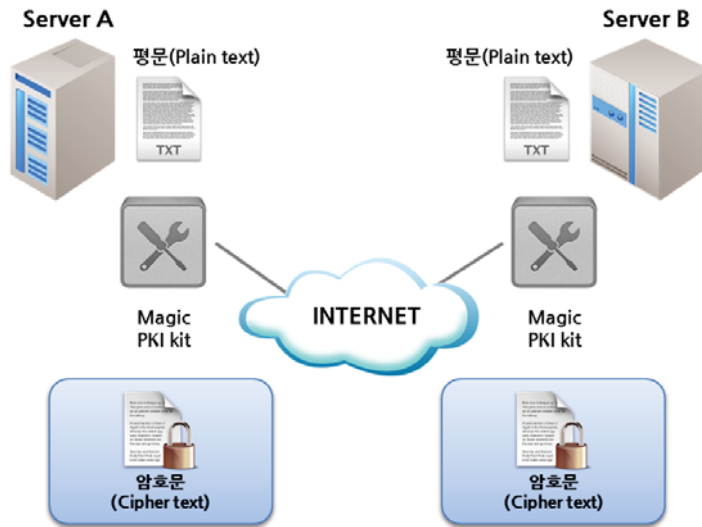 Server A
Server B
평문(Plain text)
평문(Plain text)
TXT
TXT
INTERNET
Magic
PKI kit
Magic
PKI kit
암호문
(Cipher text)
암호문
(Cipher text)